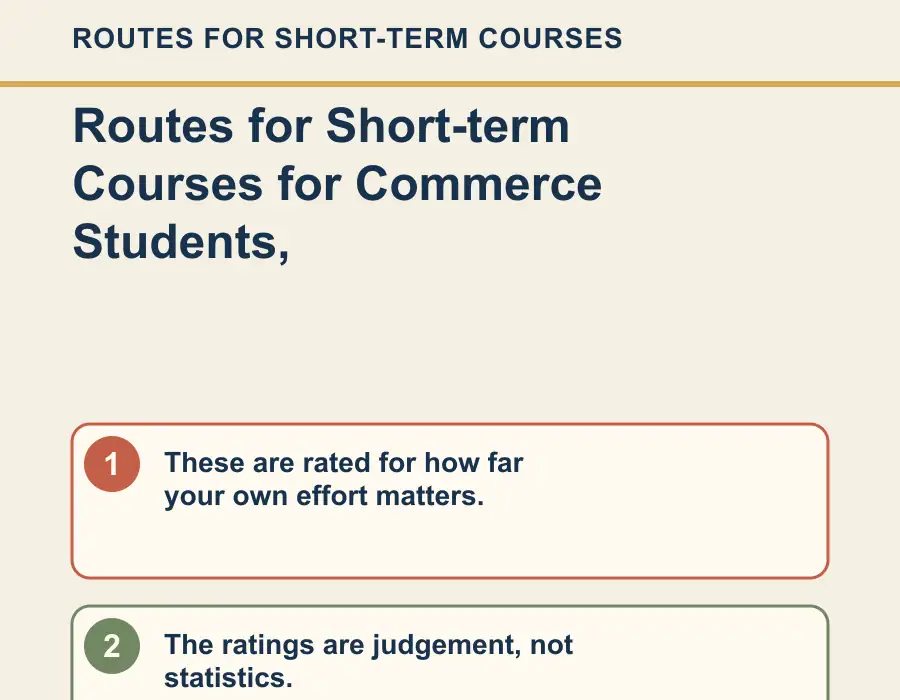 ROUTES FOR SHORT-TERM COURSES
Routes for Short-term
Courses for Commerce
Students,
1
These are rated for how far
your own effort matters.
2
The ratings are judgement, not
statistics.